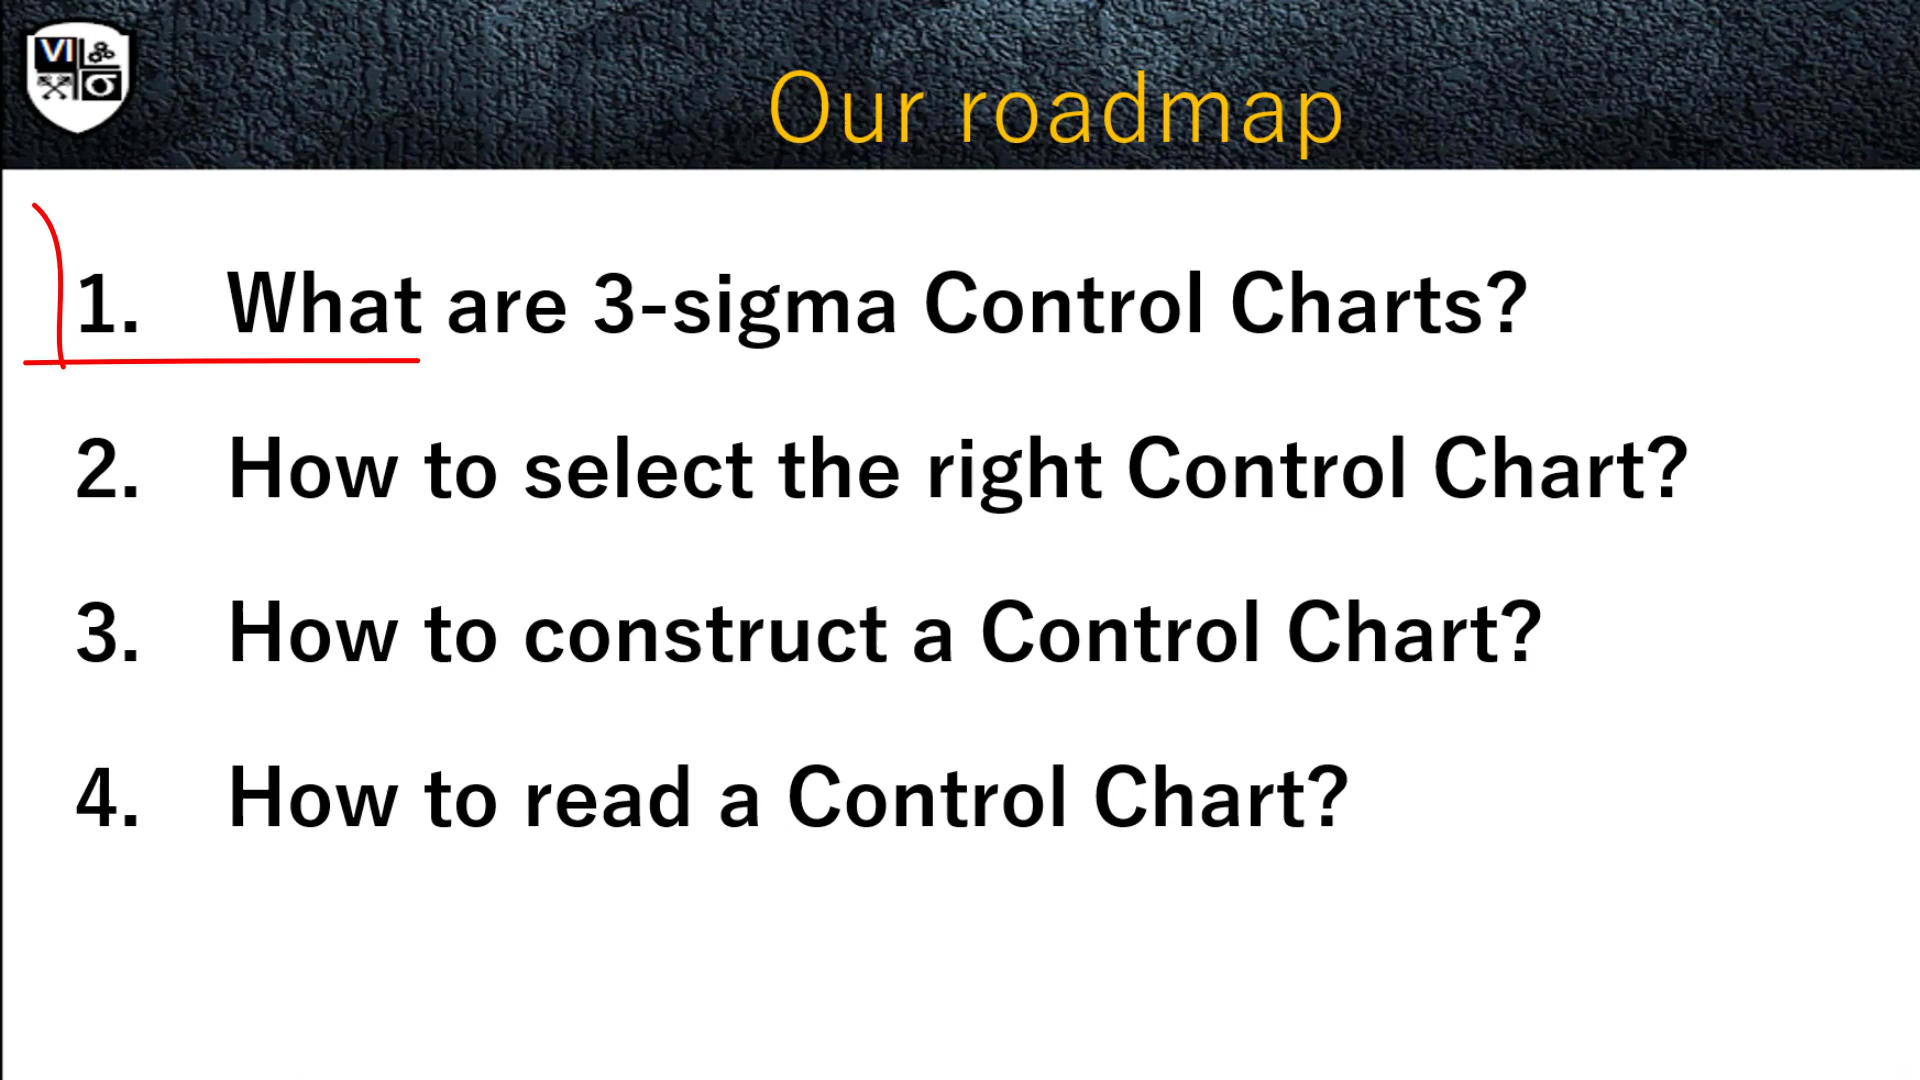 VI
σ
Our roadmap
1. What are 3-sigma Control Charts?
2. How to select the right Control Chart?
3. How to construct a Control Chart?
4. How to read a Control Chart?